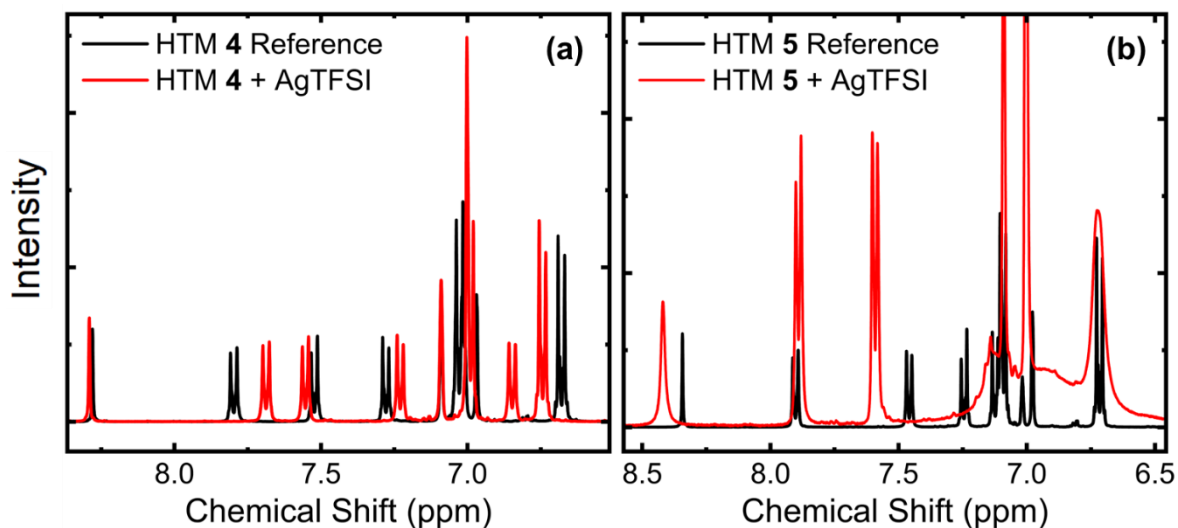 HTM 4 Reference
HTM 4 + AgTFSI
(a)
HTM 5 Reference
HTM 5 + AgTFSI
(b)
Intensity
8.0 7.5 7.0
8.5 8.0 7.5 7.0 6.5
Chemical Shift (ppm)
Chemical Shift (ppm)